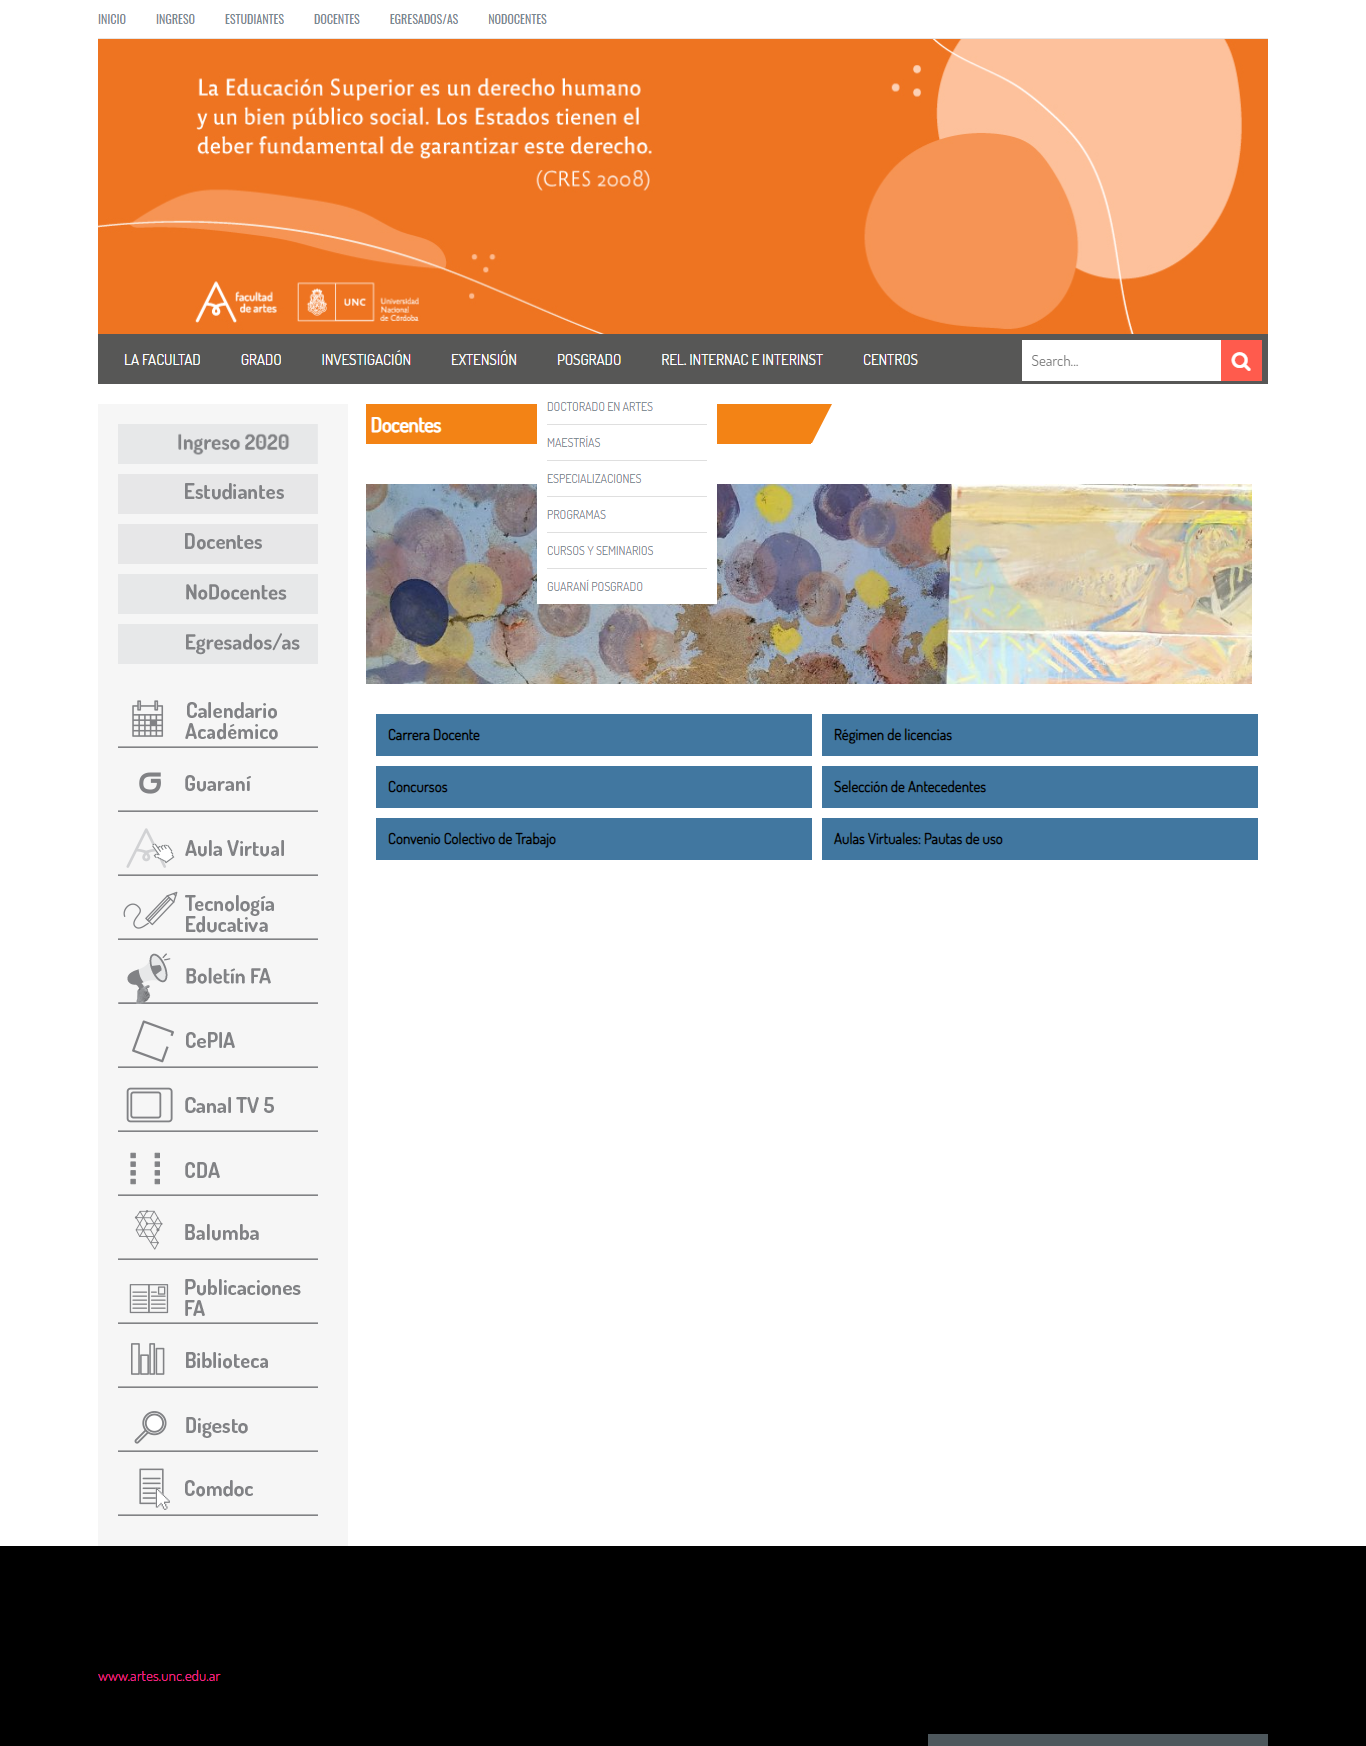 INICIO
INGRESO
ESTUDIANTES
DOCENTES
EGRESADOS/AS
NODOCENTES
La Educación Superior es un derecho humano
y un bien público social. Los Estados tienen el
deber fundamental de garantizar este derecho.
(CRES 2008)
facultad
de artes
UNC
Universidad
Nacional
de Córdoba
LA FACULTAD
GRADO
INVESTIGACIÓN
EXTENSIÓN
POSGRADO
REL. INTERNAC E INTERINST
CENTROS
Search...
DOCTORADO EN ARTES
MAESTRÍAS
ESPECIALIZACIONES
PROGRAMAS
CURSOS Y SEMINARIOS
GUARANÍ POSGRADO
Ingreso 2020
Estudiantes
Docentes
NoDocentes
Egresados/as
Calendario
Académico
Guaraní
Aula Virtual
Tecnología
Educativa
Boletín FA
CePIA
Canal TV 5
CDA
Balumba
Publicaciones
FA
Biblioteca
Digesto
Comdoc
Docentes
Carrera Docente
Régimen de licencias
Concursos
Selección de Antecedentes
Convenio Colectivo de Trabajo
Aulas Virtuales: Pautas de uso
www.artes.unc.edu.ar